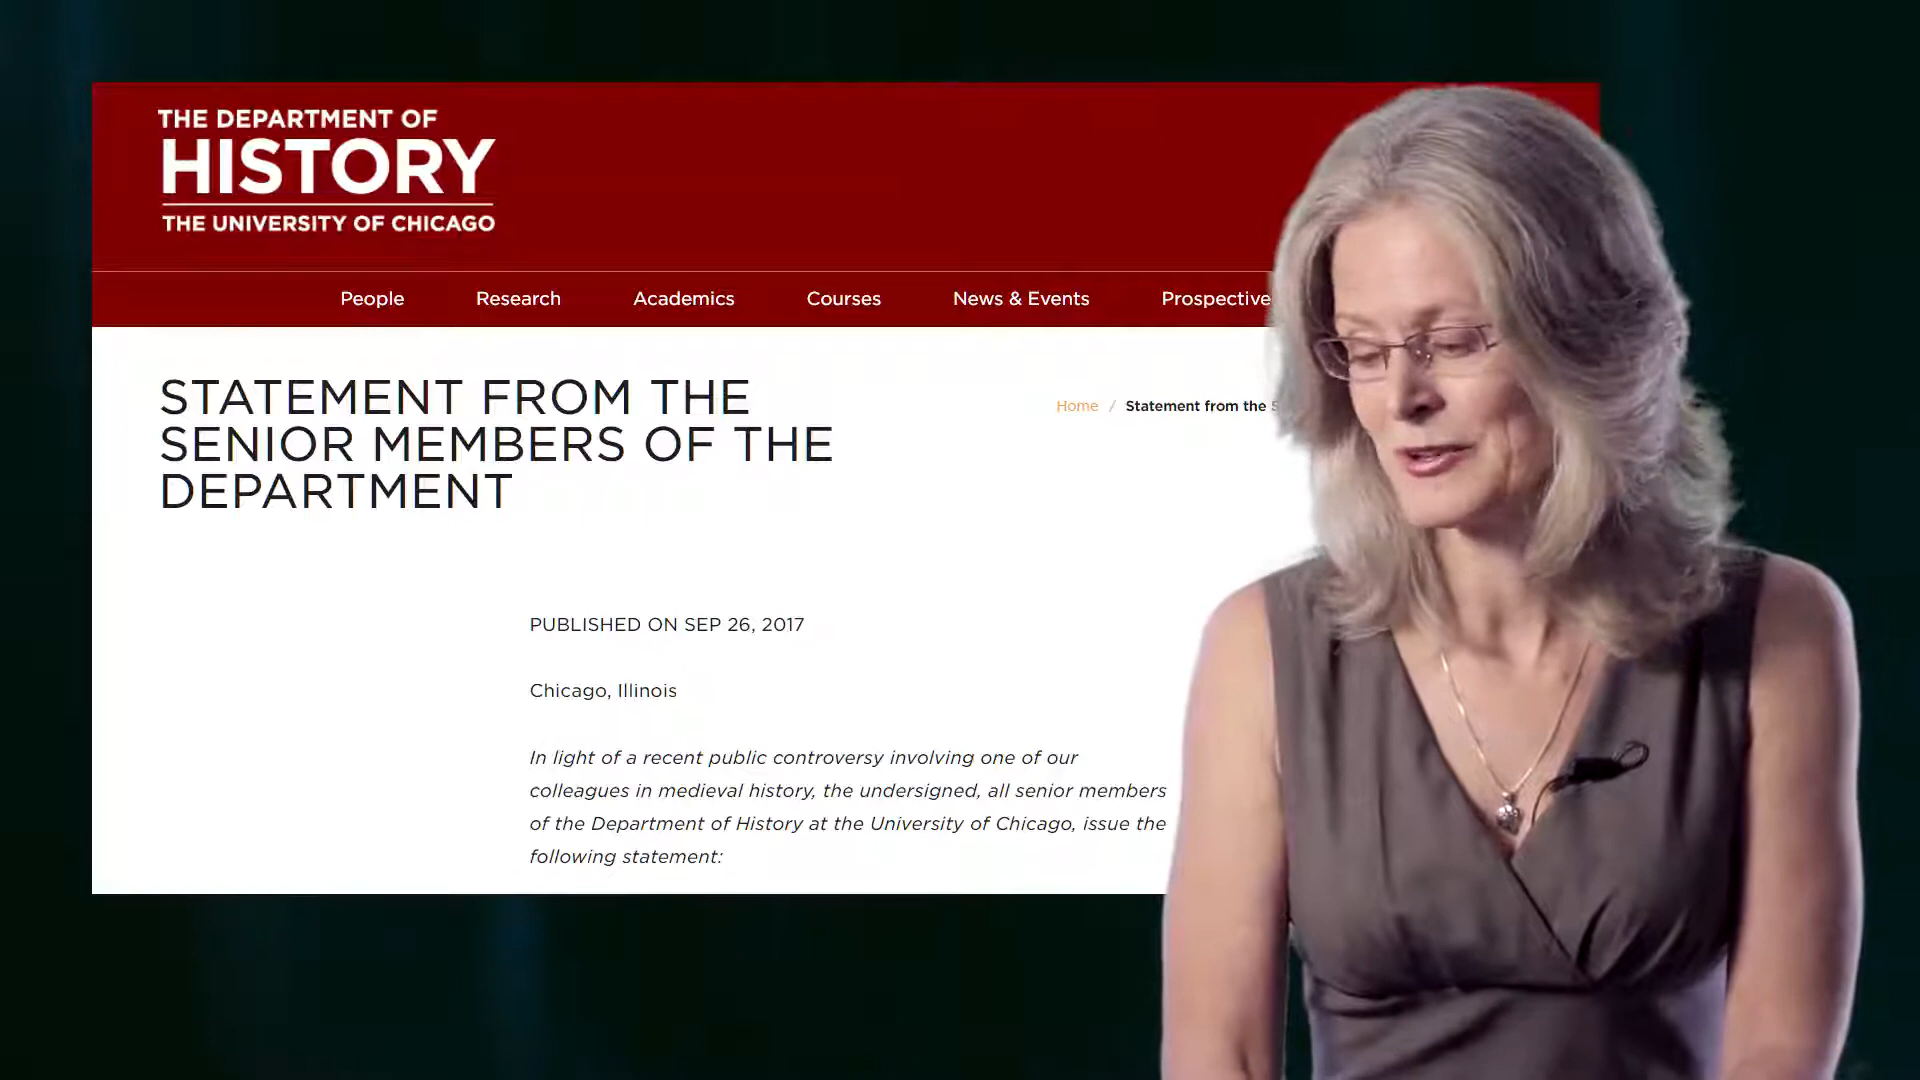 THE DEPARTMENT OF
HISTORY
THE UNIVERSITY OF CHICAGO
People Research Academics Courses News & Events Prospective
STATEMENT FROM THE
SENIOR MEMBERS OF THE
DEPARTMENT
Home / Statement from the
PUBLISHED ON SEP 26, 2017
Chicago, Illinois
In light of a recent public controversy involving one of our
colleagues in medieval history, the undersigned, all senior members
of the Department of History at the University of Chicago, issue the
following statement: